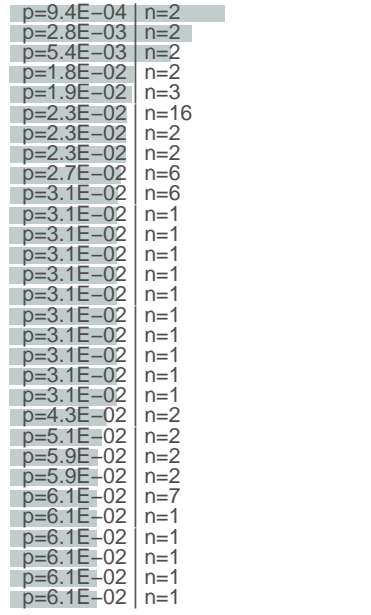 p=9.4E−04 | n=2
p=2.8E−03 | n=2
p=5.4E−03 | n=2
p=1.8E−02 | n=2
p=1.9E−02 | n=3
p=2.3E−02 | n=16
p=2.3E−02 | n=2
p=2.3E−02 | n=2
p=2.7E−02 | n=6
p=3.1E−02 | n=6
p=3.1E−02 | n=1
p=3.1E−02 | n=1
p=3.1E−02 | n=1
p=3.1E−02 | n=1
p=3.1E−02 | n=1
p=3.1E−02 | n=1
p=3.1E−02 | n=1
p=3.1E−02 | n=1
p=3.1E−02 | n=1
p=3.1E−02 | n=1
p=4.3E−02 | n=2
p=5.1E−02 | n=2
p=5.9E−02 | n=2
p=5.9E−02 | n=2
p=6.1E−02 | n=7
p=6.1E−02 | n=1
p=6.1E−02 | n=1
p=6.1E−02 | n=1
p=6.1E−02 | n=1
p=6.1E−02 | n=1